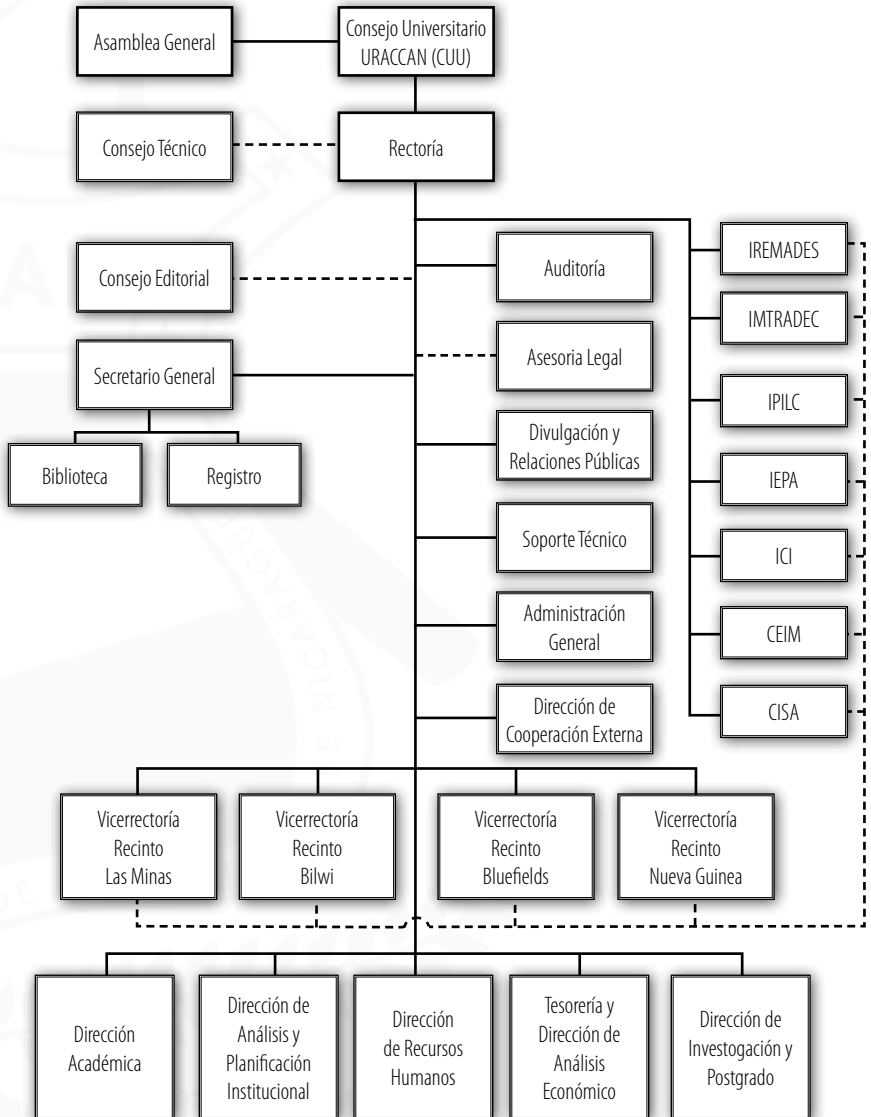 Asamblea General
Consejo Universitario
URACCAN (CUU)
Consejo Técnico
Rectoría
Consejo Editorial
Secretario General
Biblioteca
Registro
Auditoría
Asesoria Legal
Divulgación y
Relaciones Públicas
Soporte Técnico
Administración
General
Dirección de
Cooperación Externa
IREMADES
IMTRADEC
IPILC
IEPA
ICI
CEIM
CISA
Vicerrectoría
Recinto
Las Minas
Vicerrectoría
Recinto
Bilwi
Vicerrectoría
Recinto
Bluefields
Vicerrectoría
Recinto
Nueva Guinea
Dirección
Académica
Dirección de
Análisis y
Planificación
Institucional
Dirección
de Recursos
Humanos
Tesorería y
Dirección de
Análisis
Económico
Dirección de
Investogación y
Postgrado